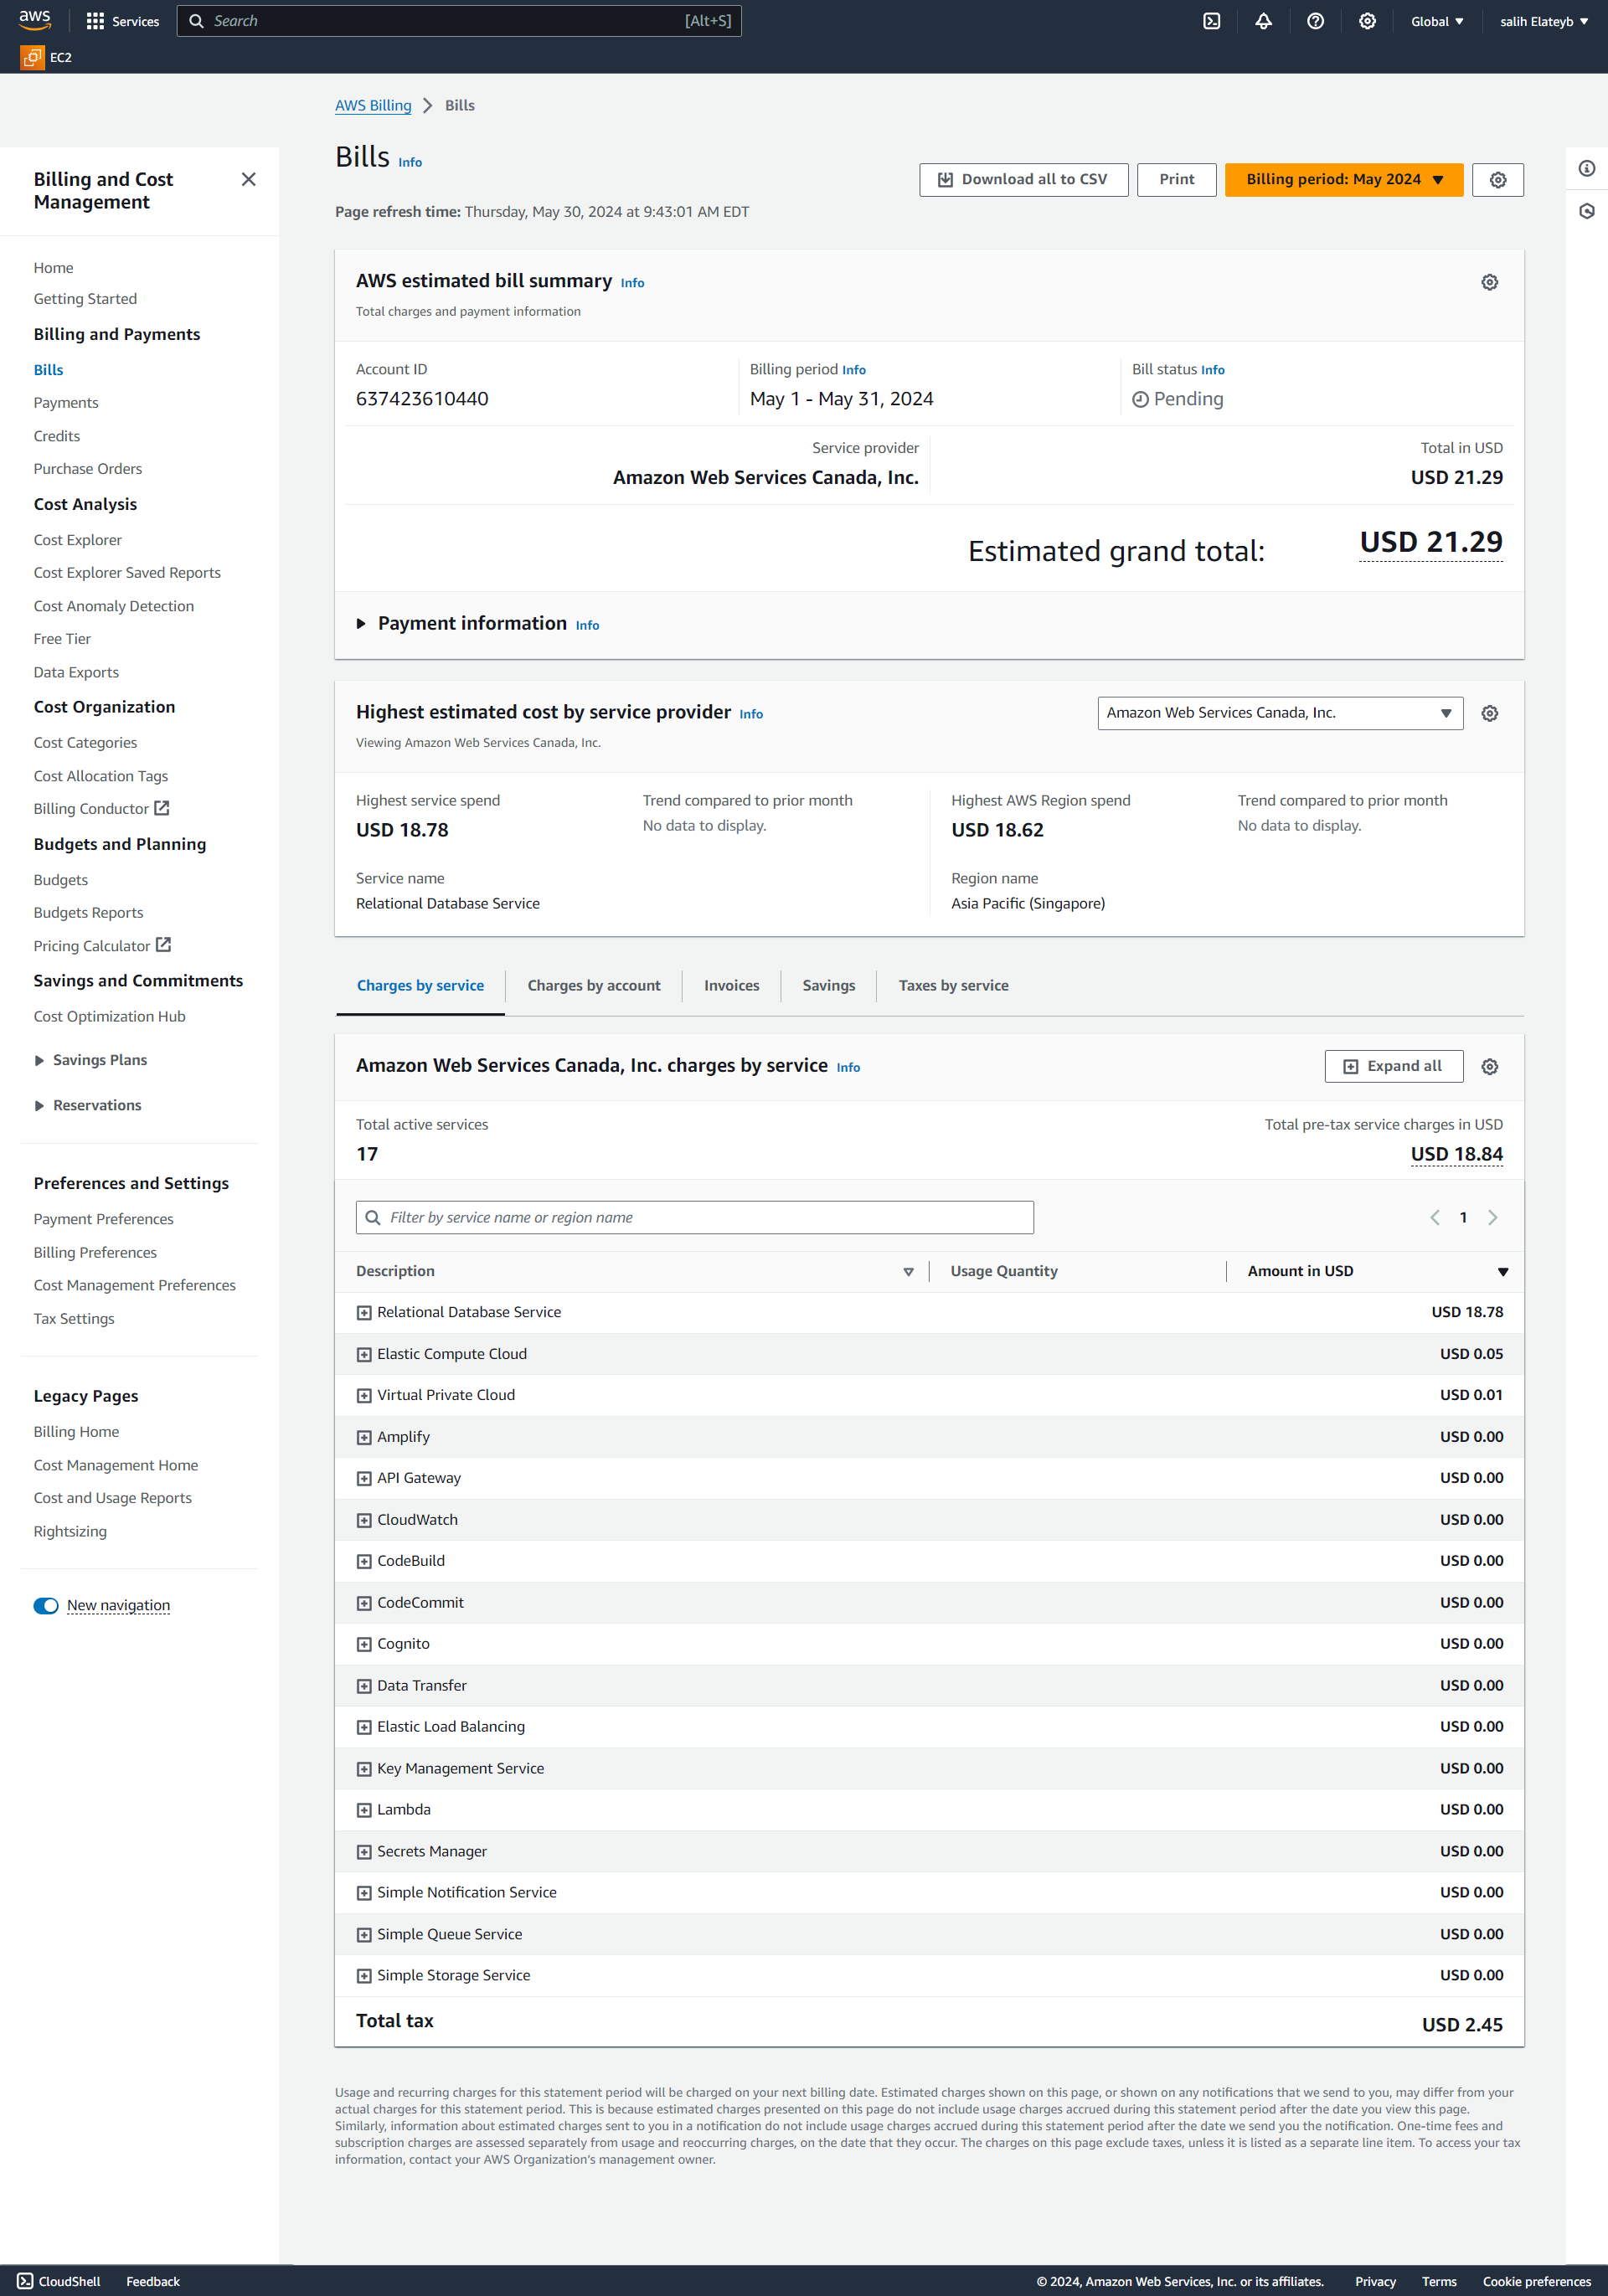 aws
Services
Search
[Alt+S]
Global
salih Elateyb
EC2
AWS Billing
Bills
Billing and Cost
Management
Home
Getting Started
Billing and Payments
Bills
Payments
Credits
Purchase Orders
Cost Analysis
Cost Explorer
Cost Explorer Saved Reports
Cost Anomaly Detection
Free Tier
Data Exports
Cost Organization
Cost Categories
Cost Allocation Tags
Billing Conductor
Budgets and Planning
Budgets
Budgets Reports
Pricing Calculator
Savings and Commitments
Cost Optimization Hub
Savings Plans
Reservations
Preferences and Settings
Payment Preferences
Billing Preferences
Cost Management Preferences
Tax Settings
Legacy Pages
Billing Home
Cost Management Home
Cost and Usage Reports
Rightsizing
New navigation
Bills Info
Download all to CSV
Print
Billing period: May 2024
Page refresh time: Thursday, May 30, 2024 at 9:43:01 AM EDT
AWS estimated bill summary Info
Total charges and payment information
Account ID
637423610440
Billing period Info
May 1 - May 31, 2024
Bill status Info
Pending
Service provider
Amazon Web Services Canada, Inc.
Total in USD
USD 21.29
Estimated grand total: USD 21.29
Payment information Info
Highest estimated cost by service provider Info
Amazon Web Services Canada, Inc.
Viewing Amazon Web Services Canada, Inc.
Highest service spend
USD 18.78
Trend compared to prior month
No data to display.
Service name
Relational Database Service
Highest AWS Region spend
USD 18.62
Trend compared to prior month
No data to display.
Region name
Asia Pacific (Singapore)
Charges by service
Charges by account
Invoices
Savings
Taxes by service
Amazon Web Services Canada, Inc. charges by service Info
Expand all
Total active services
17
Total pre-tax service charges in USD
USD 18.84
Filter by service name or region name
1
Description Usage Quantity Amount in USD
Relational Database Service USD 18.78
Elastic Compute Cloud USD 0.05
Virtual Private Cloud USD 0.01
Amplify USD 0.00
API Gateway USD 0.00
CloudWatch USD 0.00
CodeBuild USD 0.00
CodeCommit USD 0.00
Cognito USD 0.00
Data Transfer USD 0.00
Elastic Load Balancing USD 0.00
Key Management Service USD 0.00
Lambda USD 0.00
Secrets Manager USD 0.00
Simple Notification Service USD 0.00
Simple Queue Service USD 0.00
Simple Storage Service USD 0.00
Total tax USD 2.45
Usage and recurring charges for this statement period will be charged on your next billing date. Estimated charges shown on this page, or shown on any notifications that we send to you, may differ from your
actual charges for this statement period. This is because estimated charges presented on this page do not include usage charges accrued during this statement period after the date you view this page.
Similarly, information about estimated charges sent to you in a notification do not include usage charges accrued during this statement period after the date we send you the notification. One-time fees and
subscription charges are assessed separately from usage and reoccurring charges, on the date that they occur. The charges on this page exclude taxes, unless it is listed as a separate line item. To access your tax
information, contact your AWS Organization's management owner.
CloudShell
Feedback
© 2024, Amazon Web Services, Inc. or its affiliates.
Privacy
Terms
Cookie preferences